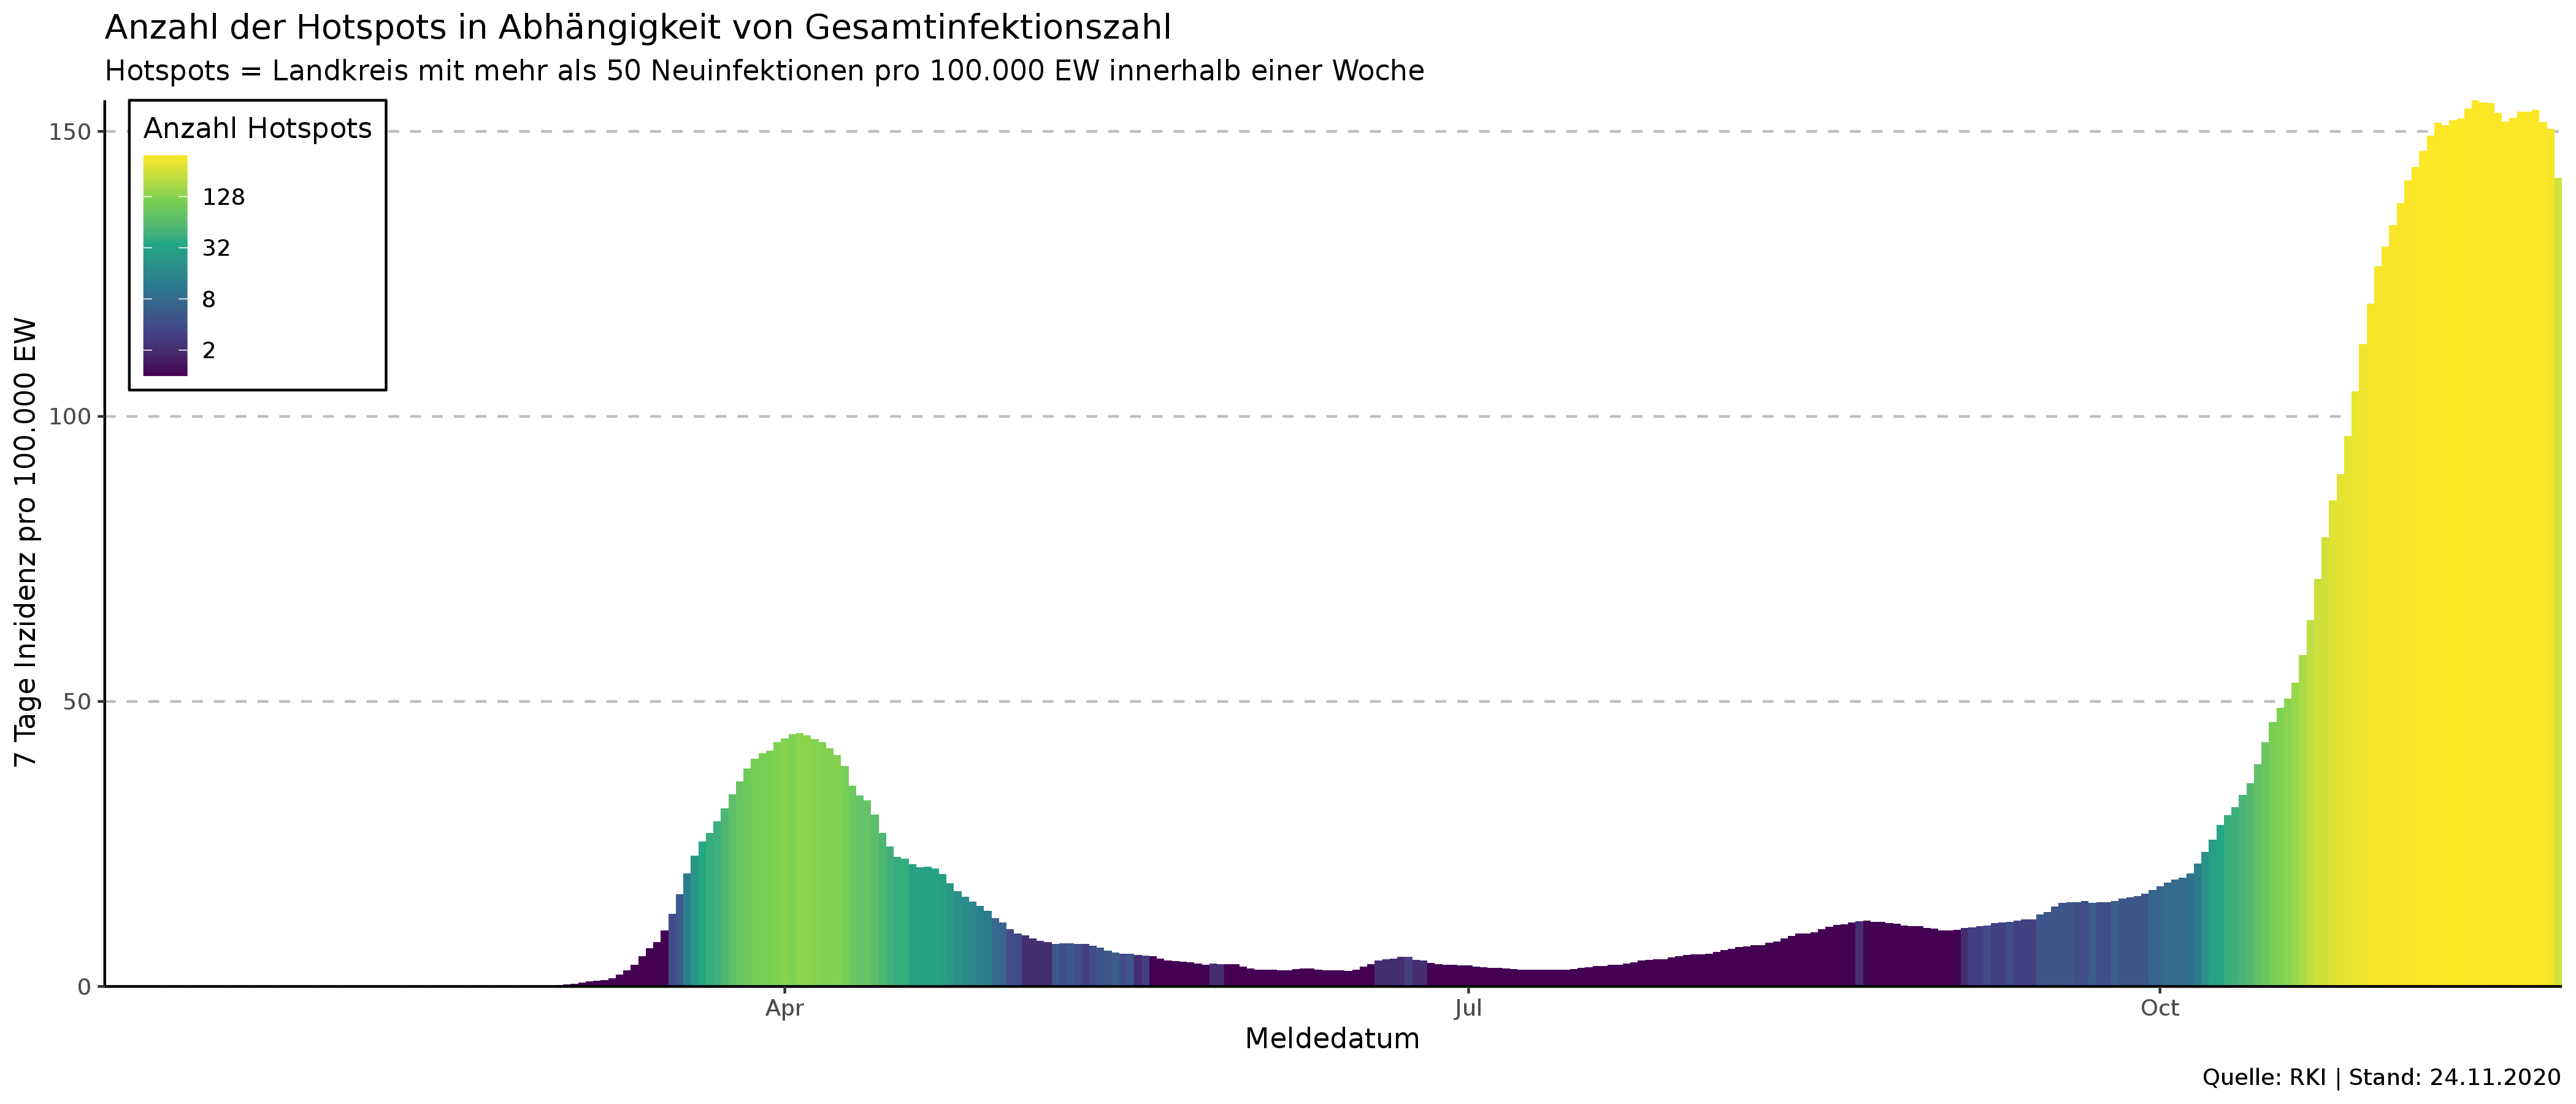 Anzahl der Hotspots in Abhängigkeit von Gesamtinfektionszahl
Hotspots = Landkreis mit mehr als 50 Neuinfektionen pro 100.000 EW innerhalb einer Woche
Anzahl Hotspots
128
32
8
2
7 Tage Inzidenz pro 100.000 EW
150
100
50
0
Apr
Jul
Oct
Meldedatum
Quelle: RKI | Stand: 24.11.2020